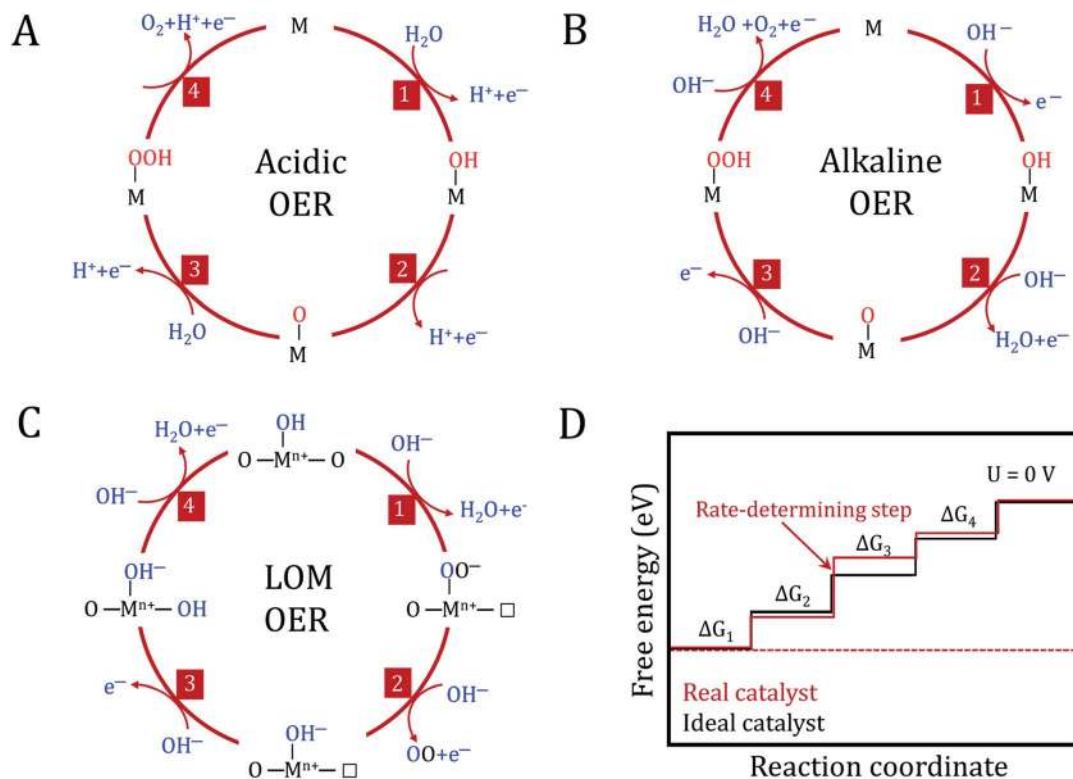 A
O₂+H⁺+e⁻
M
H₂O
4
1
H⁺+e⁻
OOH
M
Acidic
OER
OH
M
3
2
H⁺+e⁻
H₂O
O
M
H⁺+e⁻
B
H₂O +O₂+e⁻
M
OH⁻
OH⁻
4
1
e⁻
OOH
M
Alkaline
OER
OH
M
3
2
e⁻
OH⁻
OH⁻
O
M
H₂O+e⁻
C
H₂O+e⁻
OH
O—Mⁿ⁺—O
OH⁻
OH⁻
4
1
H₂O+e⁻
OH⁻
O—Mⁿ⁺—OH
LOM
OER
OO⁻
O—Mⁿ⁺—□
3
2
e⁻
OH⁻
OH⁻
OH⁻
O—Mⁿ⁺—□
OO+e⁻
D
Free energy (eV)
U = 0 V
Rate-determining step
ΔG₁
ΔG₂
ΔG₃
ΔG₄
Real catalyst
Ideal catalyst
Reaction coordinate